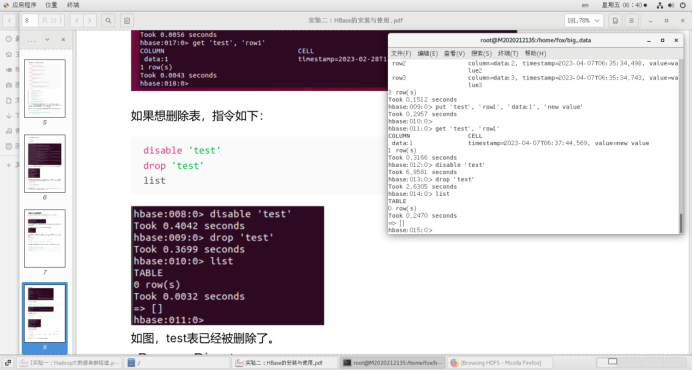 应用程序 位置 终端
en 星期五 06:40
8
实验二：HBase的安装与使用_.pdf
191.78%
5
6
7
8
Took 0.0056 seconds
hbase:017:0> get 'test', 'row1'
COLUMN CELL
data:1 timestamp=2023-02-28T1
1 row(s)
Took 0.0043 seconds
hbase:018:0>
如果想删除表，指令如下：
disable 'test'
drop 'test'
list
hbase:008:0> disable 'test'
Took 0.4042 seconds
hbase:009:0> drop 'test'
Took 0.3699 seconds
hbase:010:0> list
TABLE
0 row(s)
Took 0.0032 seconds
=> []
hbase:011:0>
如图，test表已经被删除了。
root@M2020212135:/home/fox/big_data
文件(F) 编辑(E) 查看(V) 搜索(S) 终端(T) 帮助(H)
row2 column=data:2, timestamp=2023-04-07T06:35:34,498, value=va
lue2
row3 column=data:3, timestamp=2023-04-07T06:35:34,743, value=va
lue3
3 row(s)
Took 0.1512 seconds
hbase:009:0> put 'test', 'row1', 'data:1', 'new value'
Took 0.2957 seconds
hbase:010:0>
hbase:011:0> get 'test', 'row1'
COLUMN CELL
data:1 timestamp=2023-04-07T06:37:44,569, value=new value
1 row(s)
Took 0.3166 seconds
hbase:012:0> disable 'test'
Took 6.8581 seconds
hbase:013:0> drop 'test'
Took 2.6305 seconds
hbase:014:0> list
TABLE
0 row(s)
Took 0.2470 seconds
=> []
hbase:015:0>
[实验一：Hadoop大数据集群搭建.p…
/
实验二：HBase的安装与使用_.pdf
root@M2020212135:/home/fox/b…
[Browsing HDFS - Mozilla Firefox]